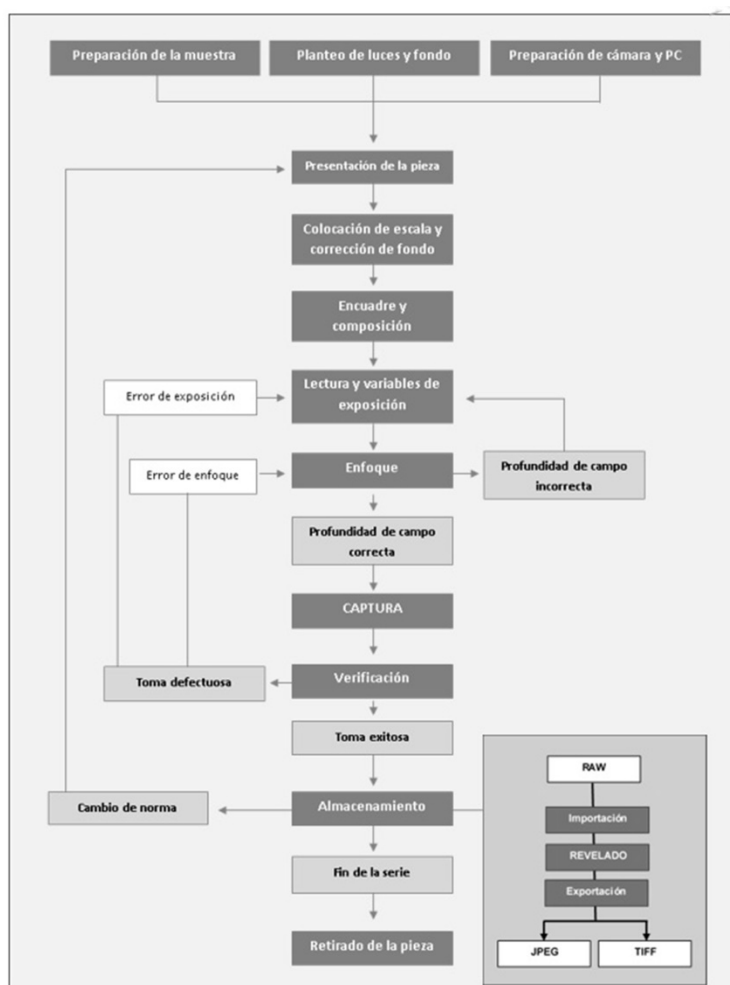 Preparación de la muestra
Planteo de luces y fondo
Preparación de cámara y PC
Presentación de la pieza
Colocación de escala y
corrección de fondo
Encuadre y
composición
Error de exposición
Lectura y variables de
exposición
Error de enfoque
Enfoque
Profundidad de campo
incorrecta
Profundidad de campo
correcta
CAPTURA
Toma defectuosa
Verificación
Toma exitosa
Cambio de norma
Almacenamiento
Fin de la serie
Retirado de la pieza
RAW
Importación
REVELADO
Exportación
JPEG
TIFF